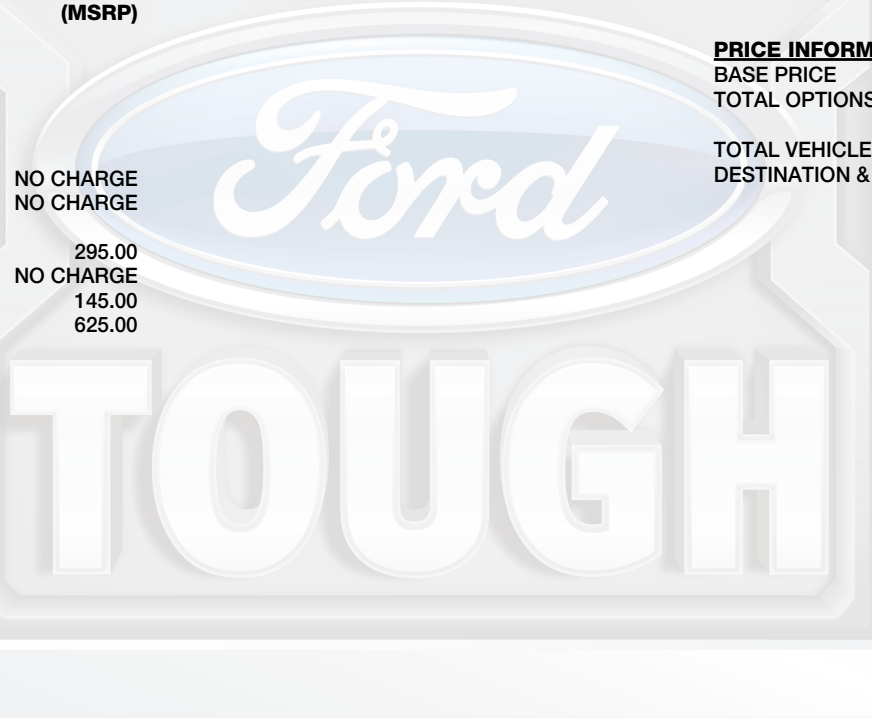 (MSRP)
NO CHARGE
NO CHARGE
295.00
NO CHARGE
145.00
625.00
PRICE INFORM
BASE PRICE
TOTAL OPTIONS
TOTAL VEHICLE
DESTINATION &
Ford
TOUGH